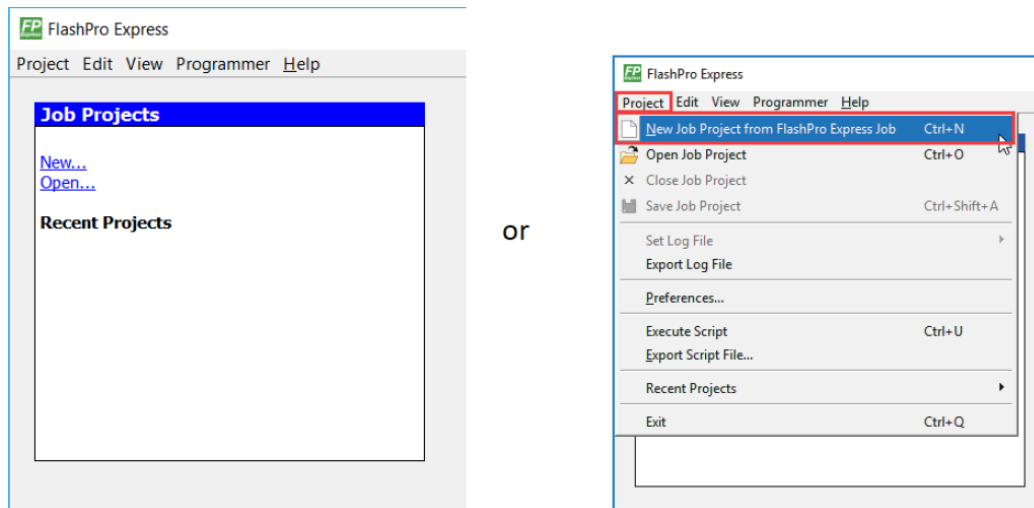 FP FlashPro Express
Project Edit View Programmer Help
Job Projects
New...
Open...
Recent Projects
or
FP FlashPro Express
Project Edit View Programmer Help
New Job Project from FlashPro Express Job Ctrl+N
Open Job Project Ctrl+O
Close Job Project
Save Job Project Ctrl+Shift+A
Set Log File
Export Log File
Preferences...
Execute Script Ctrl+U
Export Script File...
Recent Projects
Exit Ctrl+Q